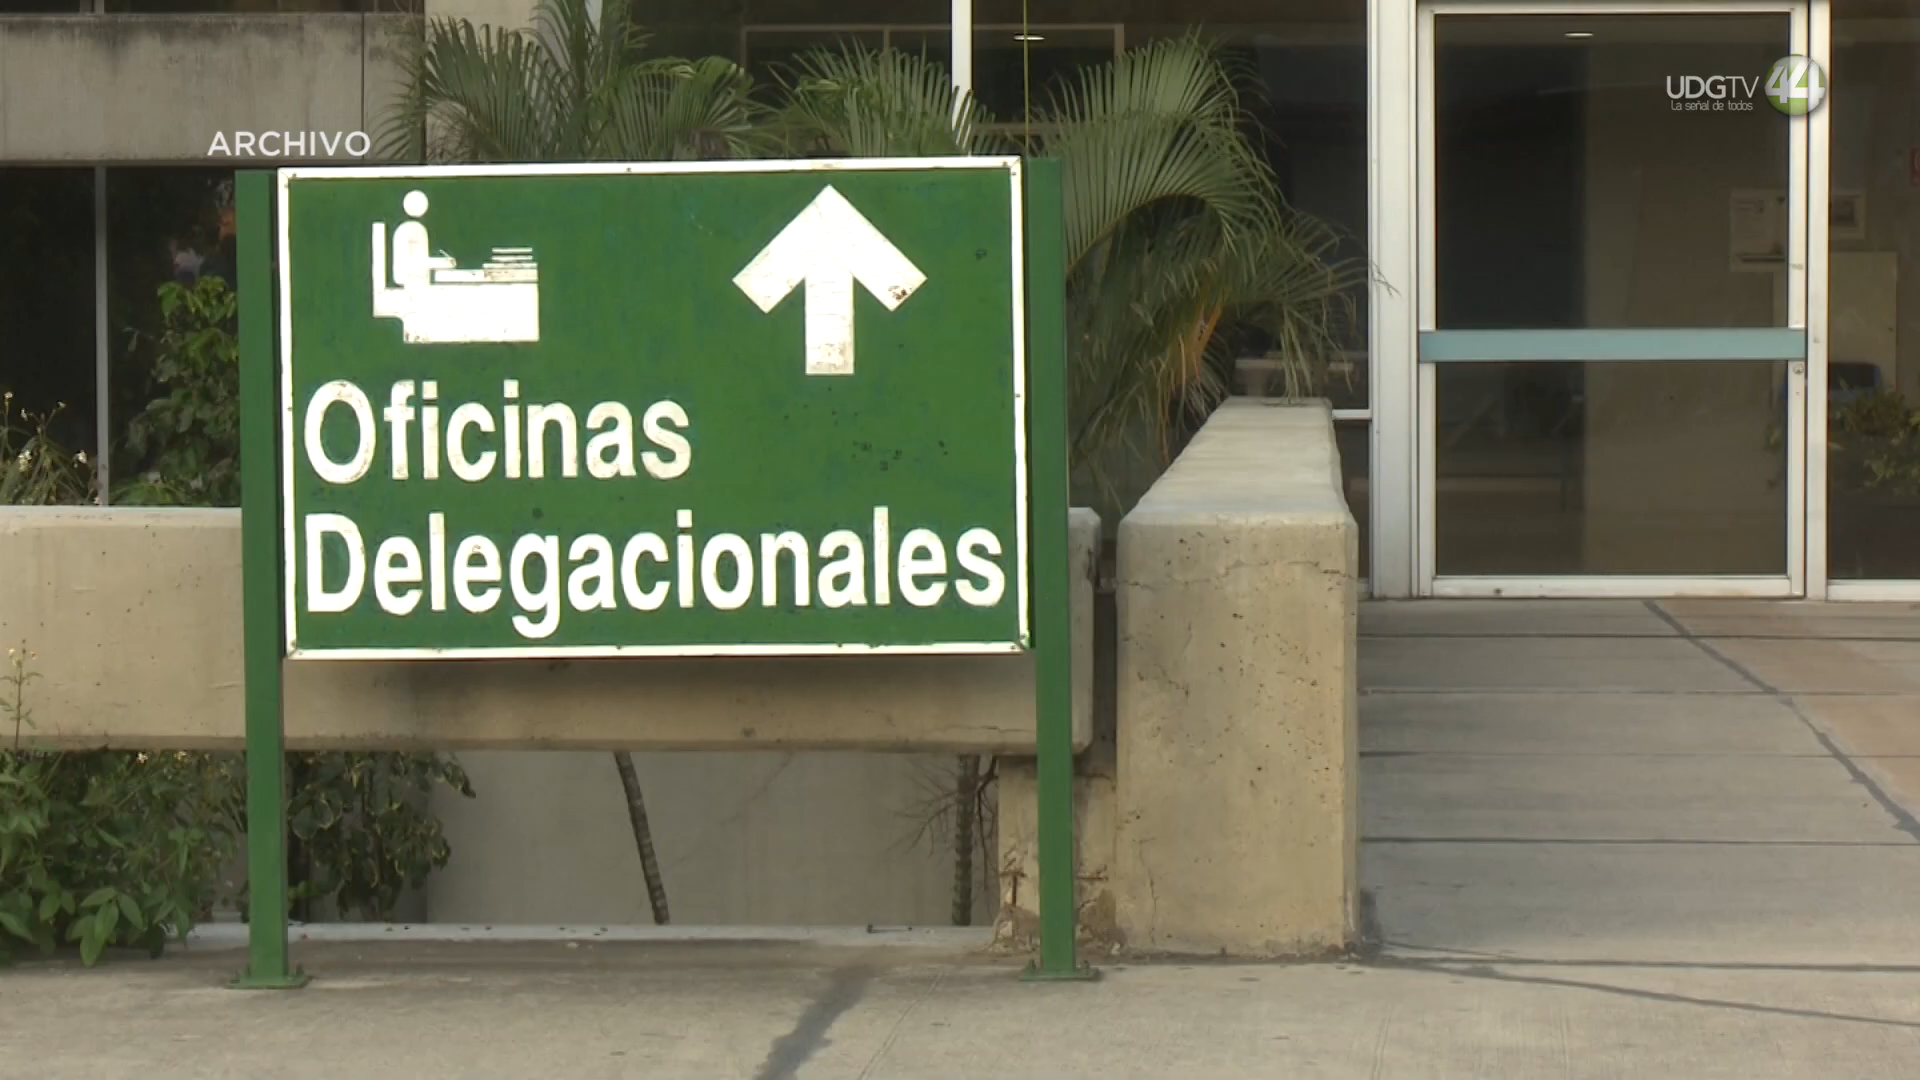 ARCHIVO
UDGTV 44
La señal de todos
Oficinas
Delegacionales